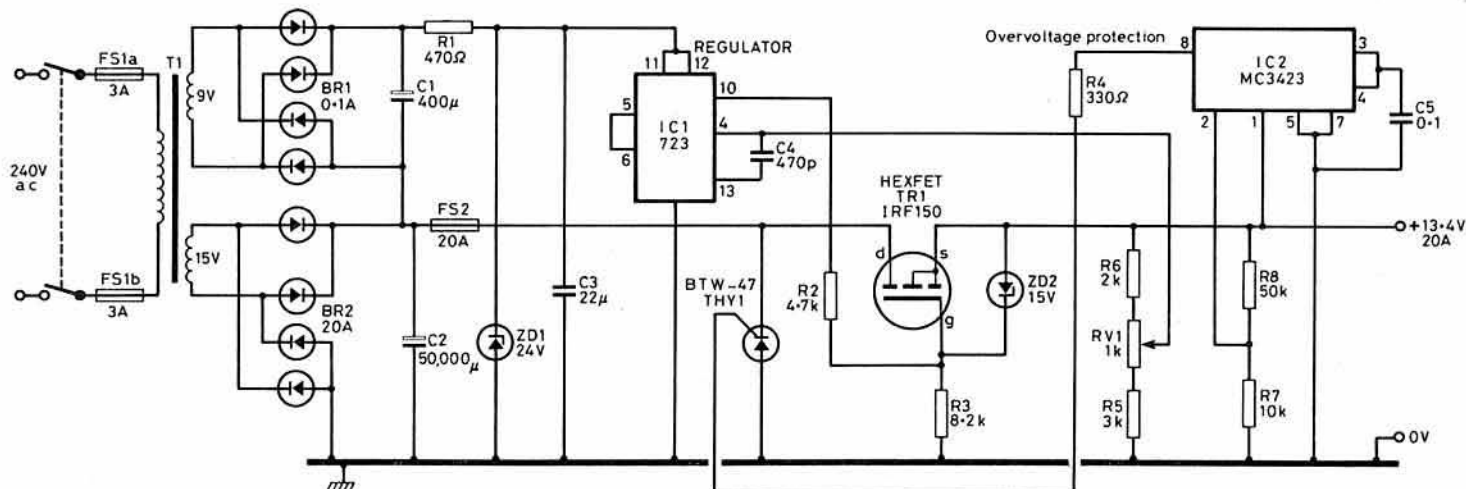 240V
a c
FS1a
3A
FS1b
3A
T1
9V
15V
BR1
0·1A
BR2
20A
C1
400μ
R1
470Ω
FS2
20A
C2
50,000μ
ZD1
24V
C3
22μ
REGULATOR
11
12
5
6
IC1
723
10
4
13
C4
470p
BTW-47
THY1
R2
4·7k
HEXFET
TR1
IRF150
d
s
g
ZD2
15V
R3
8·2k
Overvoltage protection
R4
330Ω
8
IC2
MC3423
3
4
2
1
5
7
C5
0·1
R6
2k
RV1
1k
R5
3k
R8
50k
R7
10k
+13·4V
20A
0V